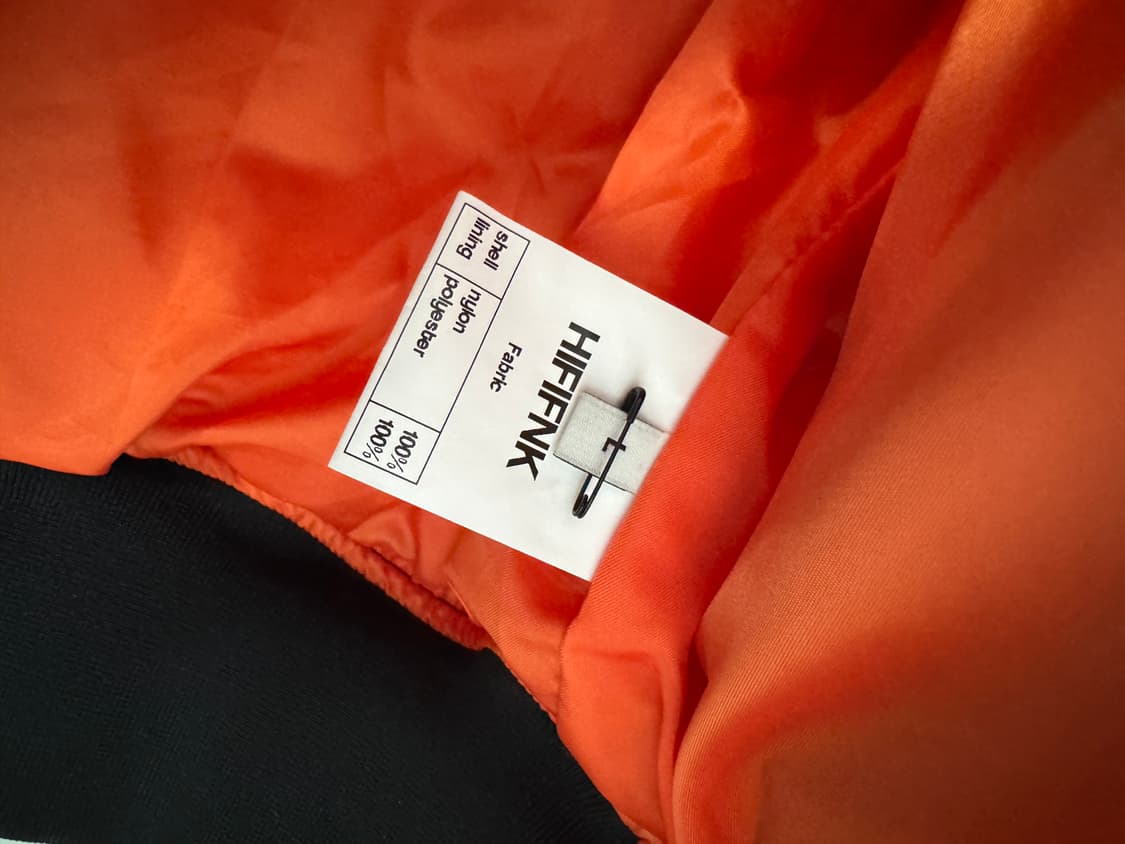 L
HIFIFNK
Fabric
shell nylon 100%
lining polyester 100%